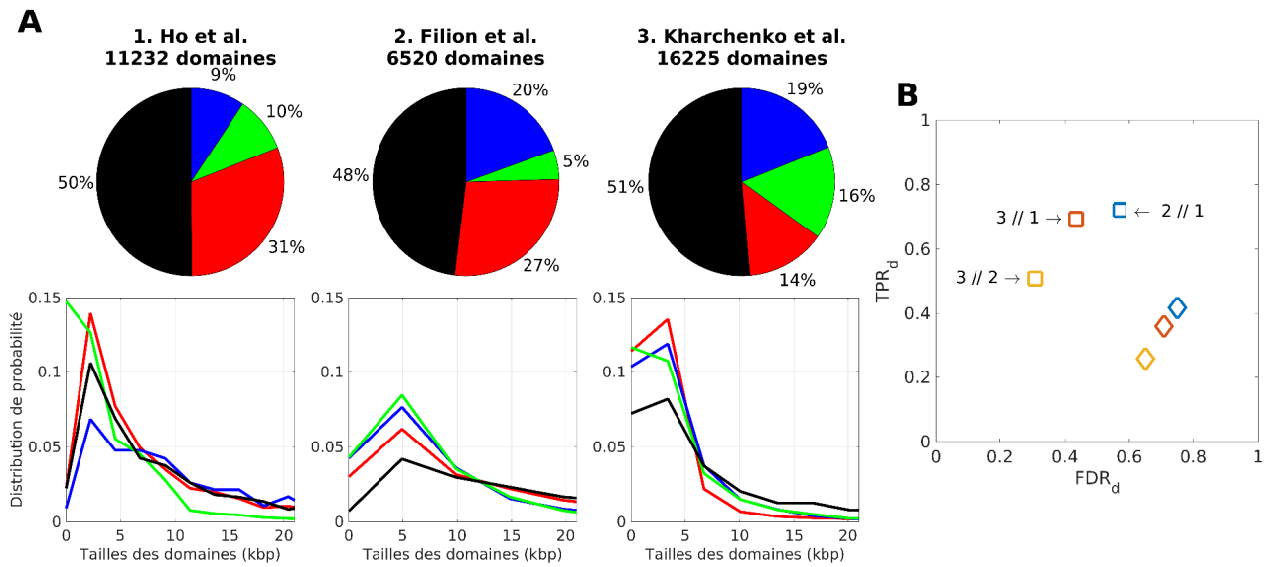 A
1. Ho et al.
11232 domaines
2. Filion et al.
6520 domaines
3. Kharchenko et al.
16225 domaines
9%
10%
50%
31%
20%
5%
48%
27%
19%
16%
51%
14%
B
1
0.8
0.6
0.4
0.2
0
0 0.2 0.4 0.6 0.8 1
TPRd
FDRd
3 // 1 →
← 2 // 1
3 // 2 →
Distribution de probabilité
0.15
0.1
0.05
0
0 5 10 15 20
Tailles des domaines (kbp)
0.15
0.1
0.05
0
0 5 10 15 20
Tailles des domaines (kbp)
0.15
0.1
0.05
0
0 5 10 15 20
Tailles des domaines (kbp)